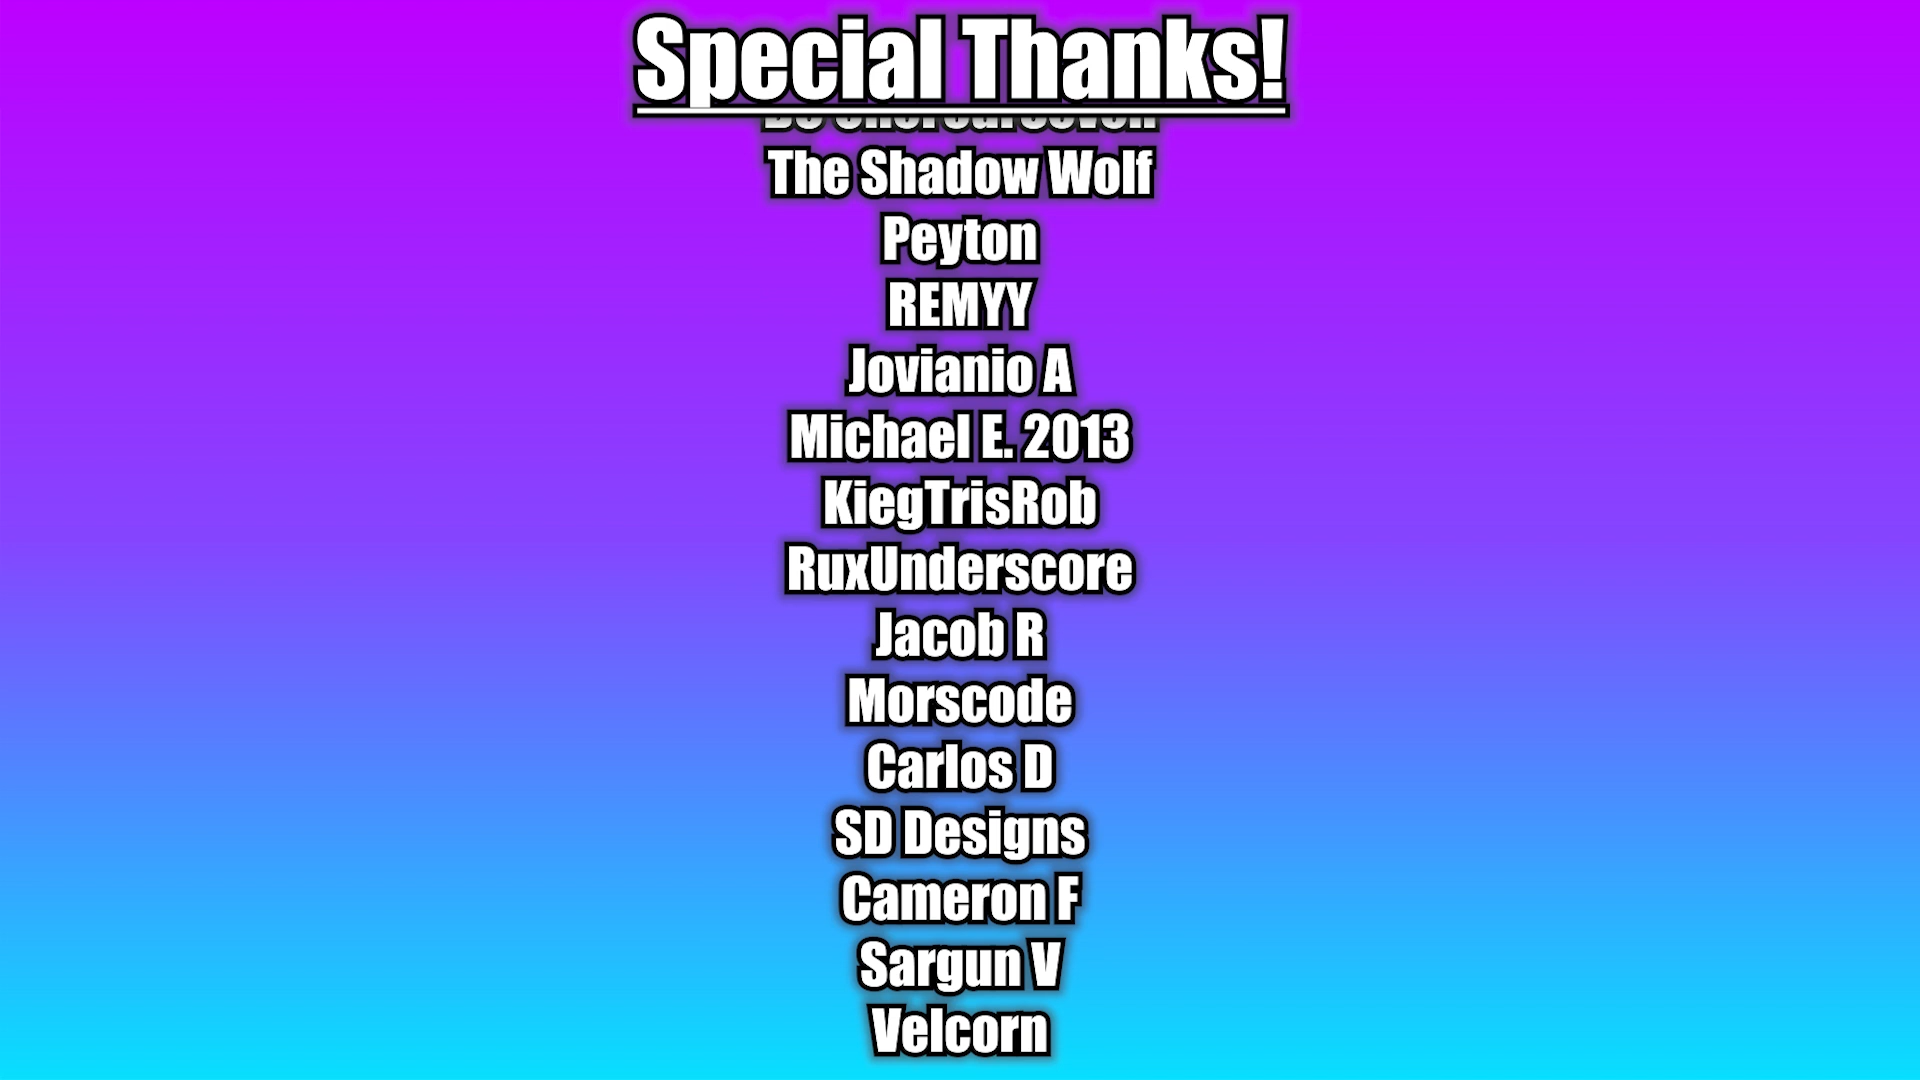 Special Thanks!
The Shadow Wolf
Peyton
REMYY
Jovianio A
Michael E. 2013
KiegTrisRob
RuxUnderscore
Jacob R
Morscode
Carlos D
SD Designs
Cameron F
Sargun V
Velcorn